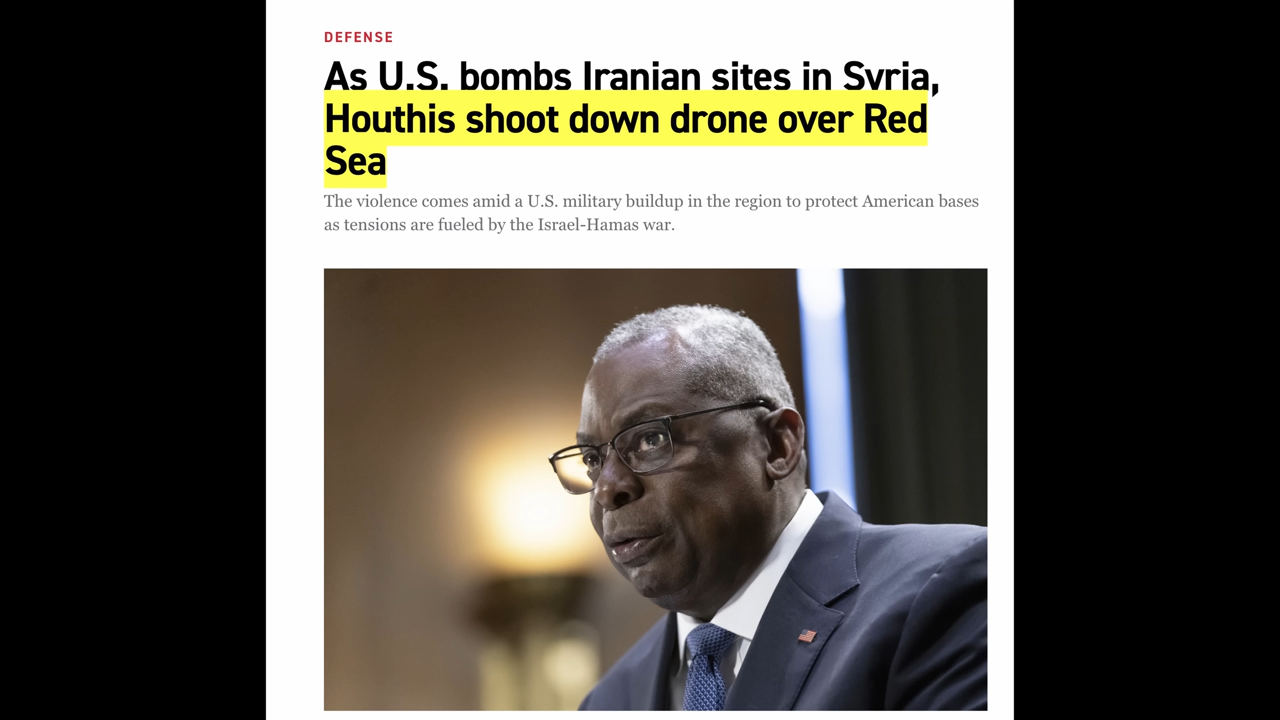 DEFENSE
As U.S. bombs Iranian sites in Syria,
Houthis shoot down drone over Red
Sea
The violence comes amid a U.S. military buildup in the region to protect American bases
as tensions are fueled by the Israel-Hamas war.